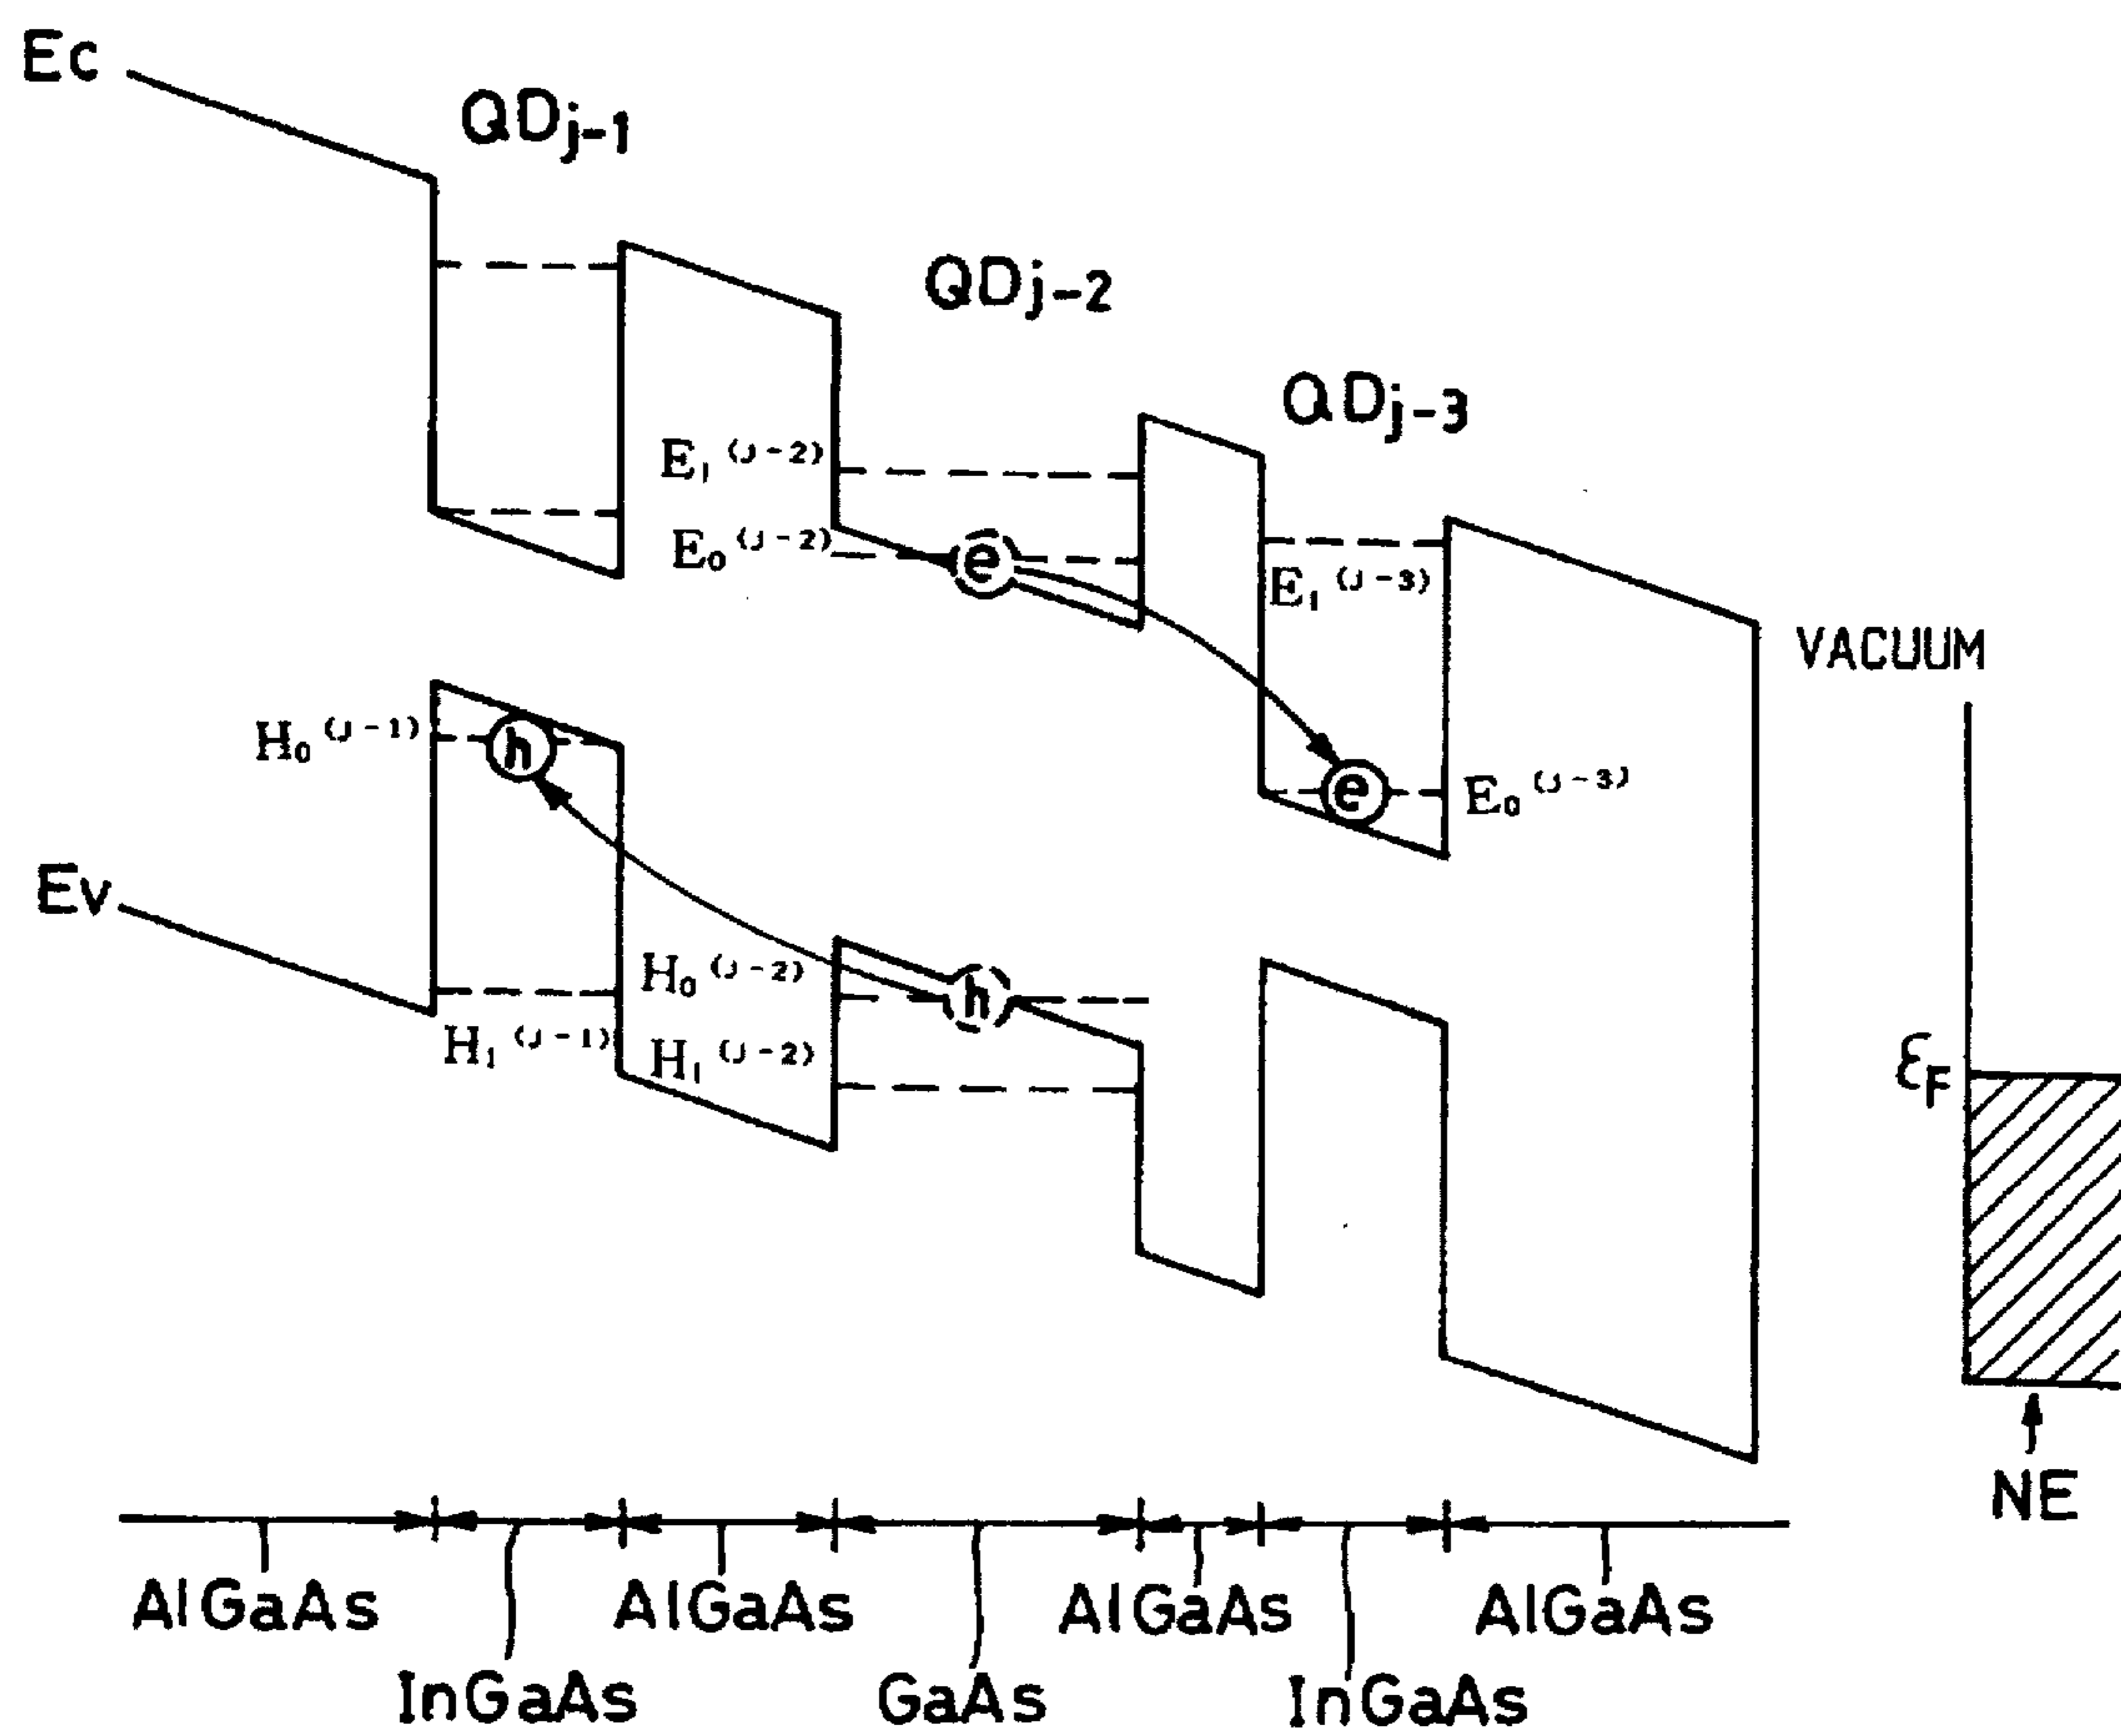 Ec
QDj-1
QDj-2
QDj-3
E₁(J-2)
E₀(J-2)
e
E₁(J-3)
VACUUM
H₀(J-1)
h
e
E₀(J-3)
Ev
H₀(J-2)
h
H₁(J-1)
H₁(J-2)
ℰF
NE
AlGaAs
AlGaAs
AlGaAs
AlGaAs
InGaAs
GaAs
InGaAs